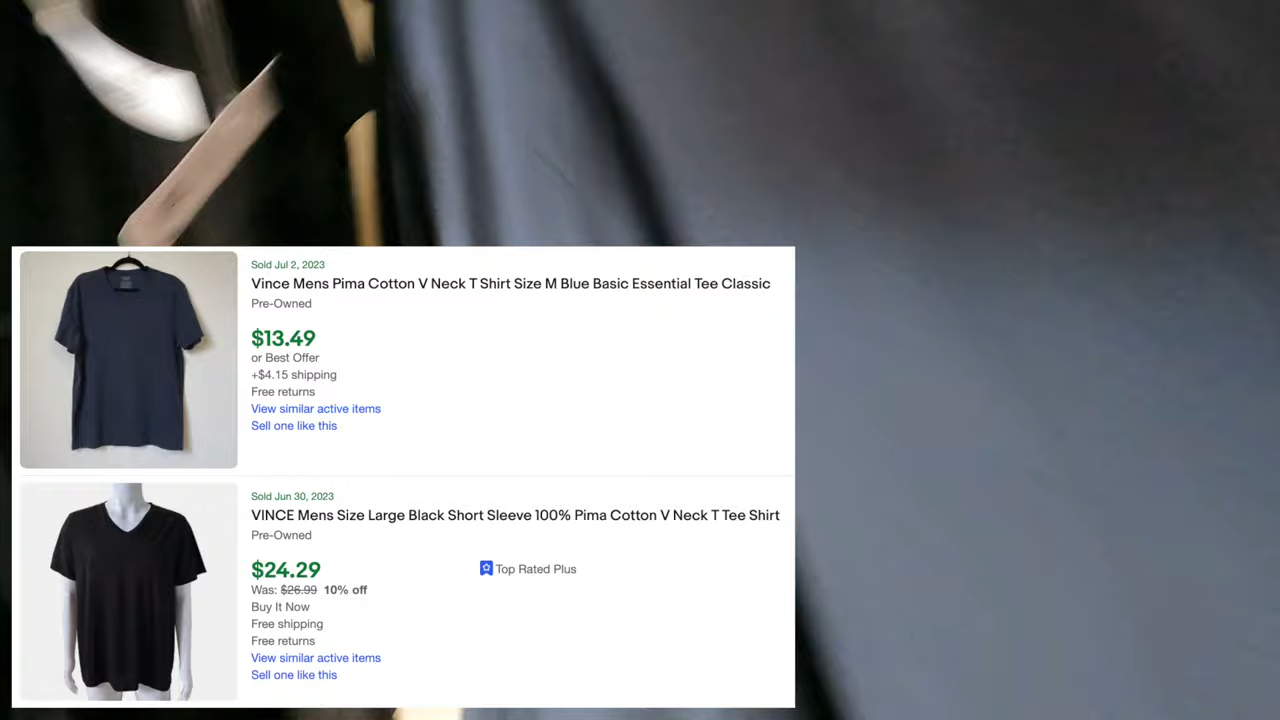 Sold Jul 2, 2023
Vince Mens Pima Cotton V Neck T Shirt Size M Blue Basic Essential Tee Classic
Pre-Owned
$13.49
or Best Offer
+$4.15 shipping
Free returns
View similar active items
Sell one like this
Sold Jun 30, 2023
VINCE Mens Size Large Black Short Sleeve 100% Pima Cotton V Neck T Tee Shirt
Pre-Owned
$24.29
Top Rated Plus
Was: $26.99 10% off
Buy It Now
Free shipping
Free returns
View similar active items
Sell one like this